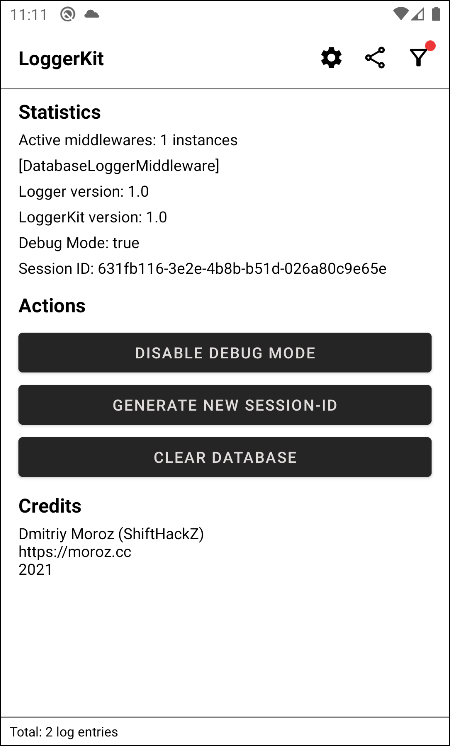 11:11
LoggerKit
Statistics
Active middlewares: 1 instances
[DatabaseLoggerMiddleware]
Logger version: 1.0
LoggerKit version: 1.0
Debug Mode: true
Session ID: 631fb116-3e2e-4b8b-b51d-026a80c9e65e
Actions
DISABLE DEBUG MODE
GENERATE NEW SESSION-ID
CLEAR DATABASE
Credits
Dmitriy Moroz (ShiftHackZ)
https://moroz.cc
2021
Total: 2 log entries